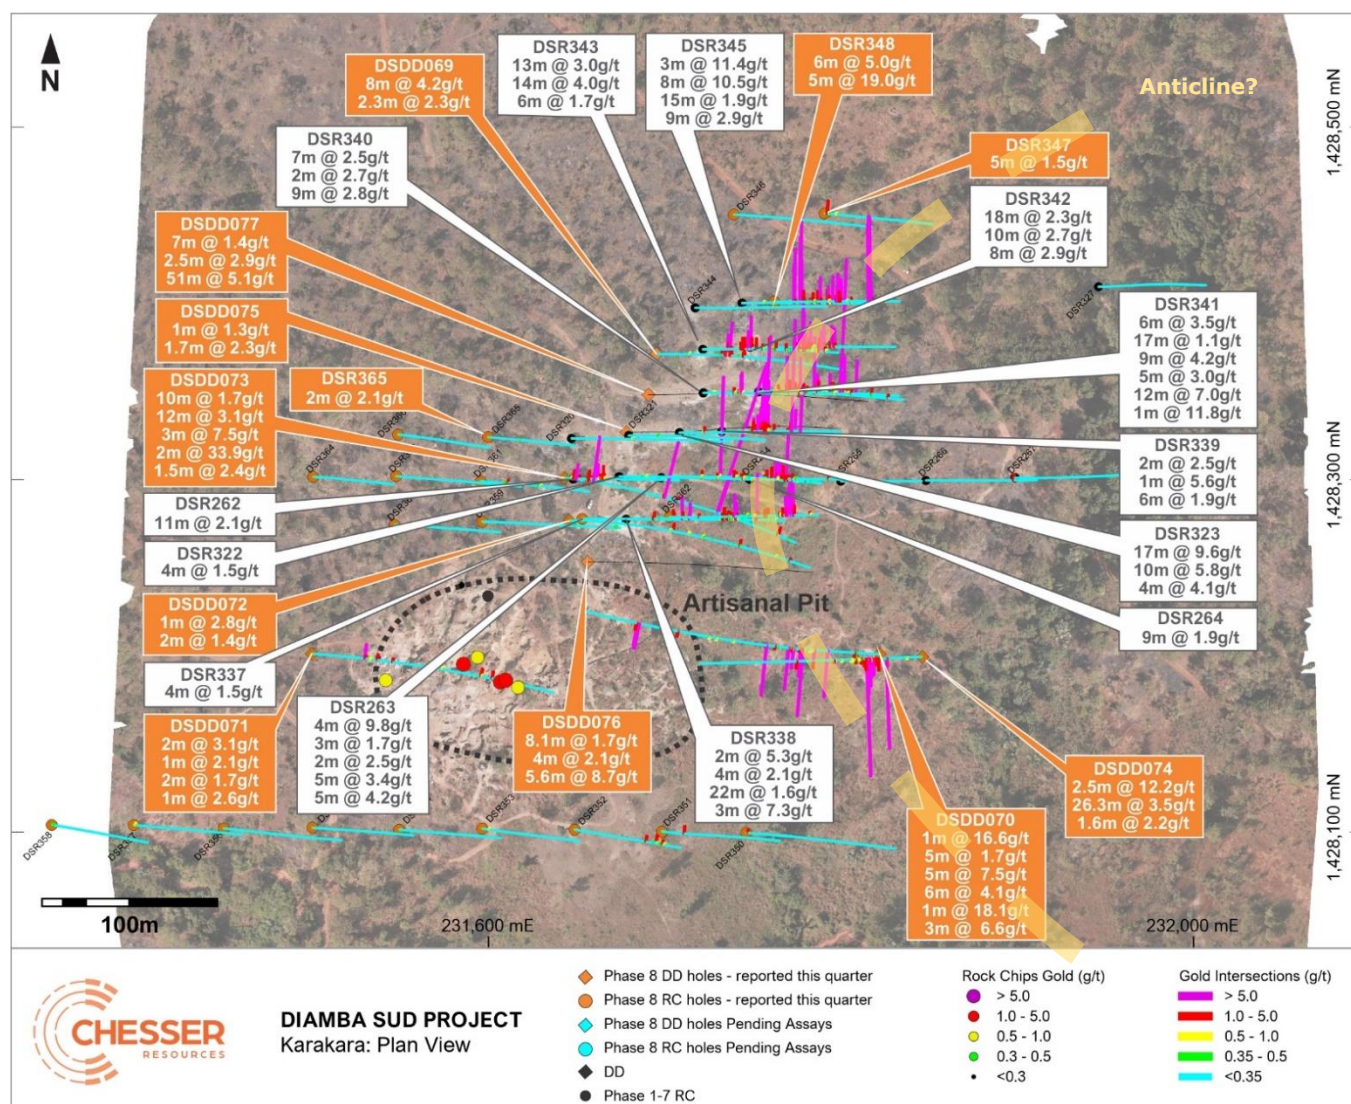 N
Anticline?
DSDD069
8m @ 4.2g/t
2.3m @ 2.3g/t
DSR343
13m @ 3.0g/t
14m @ 4.0g/t
6m @ 1.7g/t
DSR345
3m @ 11.4g/t
8m @ 10.5g/t
15m @ 1.9g/t
9m @ 2.9g/t
DSR348
6m @ 5.0g/t
5m @ 19.0g/t
DSR347
5m @ 1.5g/t
DSR340
7m @ 2.5g/t
2m @ 2.7g/t
9m @ 2.8g/t
DSR342
18m @ 2.3g/t
10m @ 2.7g/t
8m @ 2.9g/t
DSDD077
7m @ 1.4g/t
2.5m @ 2.9g/t
51m @ 5.1g/t
DSDD075
1m @ 1.3g/t
1.7m @ 2.3g/t
DSDD073
10m @ 1.7g/t
12m @ 3.1g/t
3m @ 7.5g/t
2m @ 33.9g/t
1.5m @ 2.4g/t
DSR365
2m @ 2.1g/t
DSR341
6m @ 3.5g/t
17m @ 1.1g/t
9m @ 4.2g/t
5m @ 3.0g/t
12m @ 7.0g/t
1m @ 11.8g/t
DSR339
2m @ 2.5g/t
1m @ 5.6g/t
6m @ 1.9g/t
DSR262
11m @ 2.1g/t
DSR322
4m @ 1.5g/t
DSR323
17m @ 9.6g/t
10m @ 5.8g/t
4m @ 4.1g/t
DSDD072
1m @ 2.8g/t
2m @ 1.4g/t
DSR264
9m @ 1.9g/t
DSR337
4m @ 1.5g/t
DSDD071
2m @ 3.1g/t
1m @ 2.1g/t
2m @ 1.7g/t
1m @ 2.6g/t
DSR263
4m @ 9.8g/t
3m @ 1.7g/t
2m @ 2.5g/t
5m @ 3.4g/t
5m @ 4.2g/t
DSDD076
8.1m @ 1.7g/t
4m @ 2.1g/t
5.6m @ 8.7g/t
DSR338
2m @ 5.3g/t
4m @ 2.1g/t
22m @ 1.6g/t
3m @ 7.3g/t
DSDD074
2.5m @ 12.2g/t
26.3m @ 3.5g/t
1.6m @ 2.2g/t
DSDD070
1m @ 16.6g/t
5m @ 1.7g/t
5m @ 7.5g/t
6m @ 4.1g/t
1m @ 18.1g/t
3m @ 6.6g/t
Artisanal Pit
DSR346
DSR344
DSR327
DSR321
DSR320
DSR364
DSR359
DSR362
DSR266
DSR358
DSR353
DSR352
DSR351
DSR350
1,428,500 mN
1,428,300 mN
1,428,100 mN
100m
231,600 mE
232,000 mE
CHESSER
RESOURCES
DIAMBA SUD PROJECT
Karakara: Plan View
Phase 8 DD holes - reported this quarter
Phase 8 RC holes - reported this quarter
Phase 8 DD holes Pending Assays
Phase 8 RC holes Pending Assays
DD
Phase 1-7 RC
Rock Chips Gold (g/t)
> 5.0
1.0 - 5.0
0.5 - 1.0
0.3 - 0.5
<0.3
Gold Intersections (g/t)
> 5.0
1.0 - 5.0
0.5 - 1.0
0.35 - 0.5
<0.35